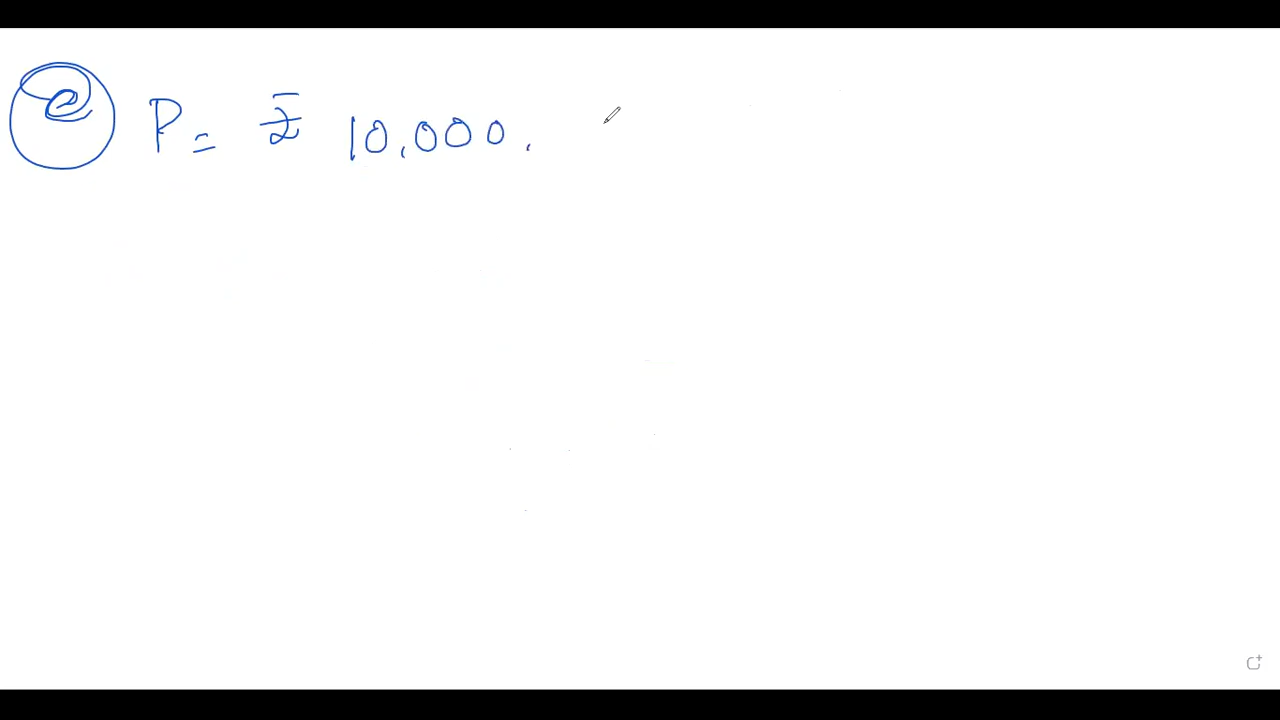 e P = ₹ 10,000.